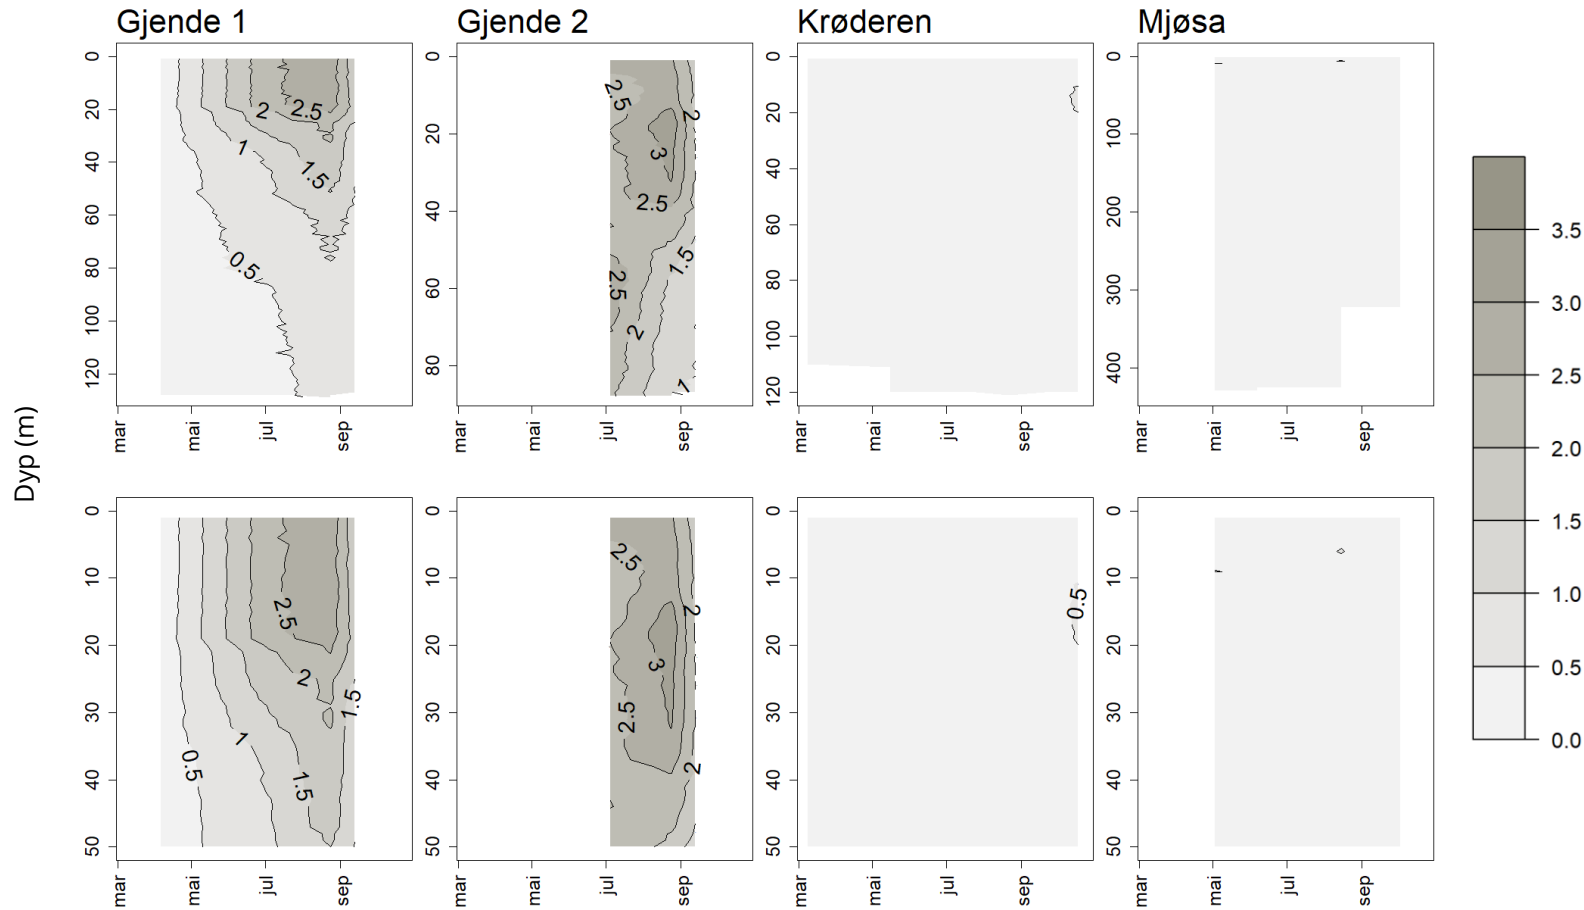 Gjende 1
Gjende 2
Krøderen
Mjøsa
Dyp (m)
0
20
40
60
80
100
120
mar
mai
jul
sep
2
2.5
1
1.5
0.5
0
20
40
60
80
mar
mai
jul
sep
2.5
2
3
2.5
1.5
2.5
2
1
0
20
40
60
80
100
120
mar
mai
jul
sep
0
100
200
300
400
mar
mai
jul
sep
0
10
20
30
40
50
mar
mai
jul
sep
2.5
2
1.5
1
0.5
1.5
0
10
20
30
40
50
mar
mai
jul
sep
2.5
2
3
2.5
2
0
10
20
30
40
50
mar
mai
jul
sep
0.5
0
10
20
30
40
50
mar
mai
jul
sep
3.5
3.0
2.5
2.0
1.5
1.0
0.5
0.0